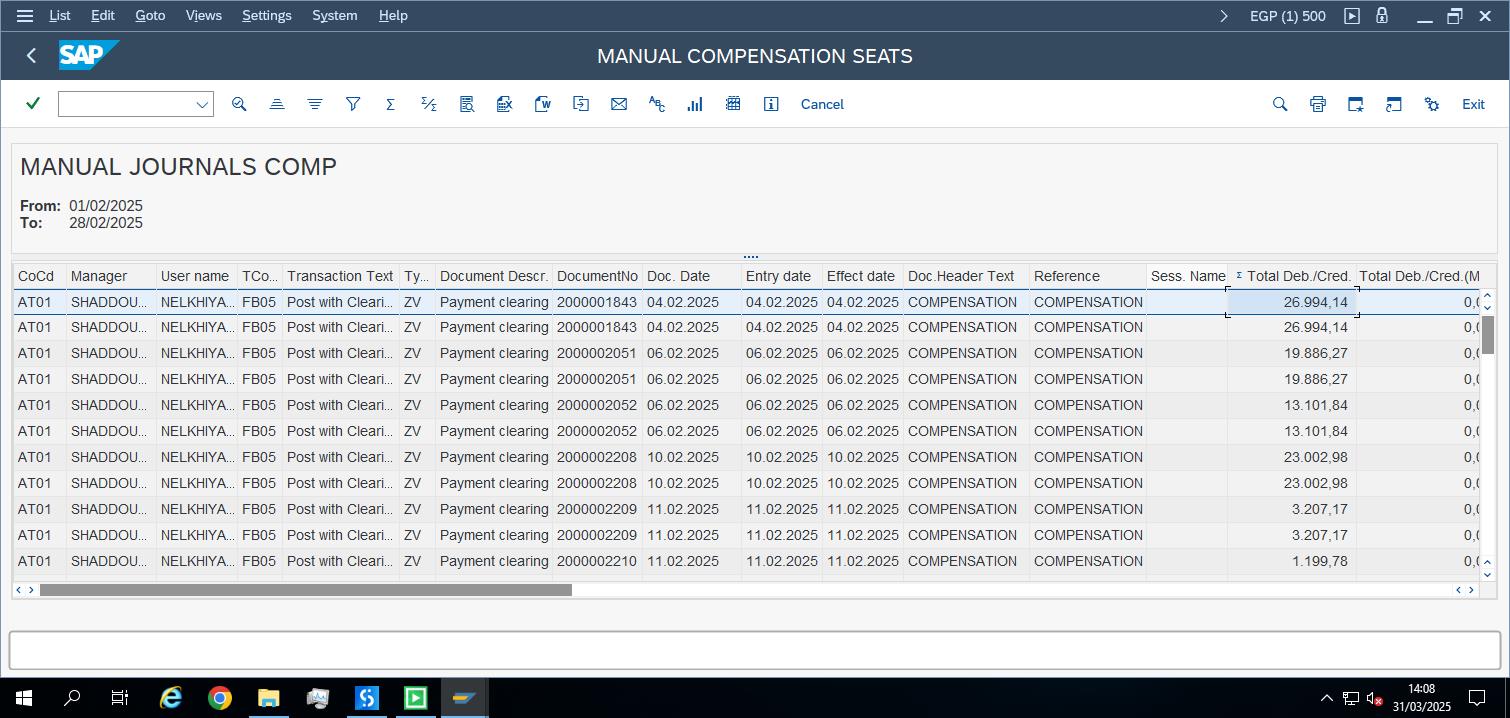 List Edit Goto Views Settings System Help EGP (1) 500
SAP MANUAL COMPENSATION SEATS
Cancel Exit
MANUAL JOURNALS COMP
From: 01/02/2025
To: 28/02/2025
CoCd Manager User name TCo... Transaction Text Ty... Document Descr. DocumentNo Doc. Date Entry date Effect date Doc.Header Text Reference Sess. Name Σ Total Deb./Cred. Total Deb./Cred.(M
AT01 SHADDOU... NELKHIYA... FB05 Post with Cleari... ZV Payment clearing 2000001843 04.02.2025 04.02.2025 04.02.2025 COMPENSATION COMPENSATION 26.994,14 0,0
AT01 SHADDOU... NELKHIYA... FB05 Post with Cleari... ZV Payment clearing 2000001843 04.02.2025 04.02.2025 04.02.2025 COMPENSATION COMPENSATION 26.994,14 0,0
AT01 SHADDOU... NELKHIYA... FB05 Post with Cleari... ZV Payment clearing 2000002051 06.02.2025 06.02.2025 06.02.2025 COMPENSATION COMPENSATION 19.886,27 0,0
AT01 SHADDOU... NELKHIYA... FB05 Post with Cleari... ZV Payment clearing 2000002051 06.02.2025 06.02.2025 06.02.2025 COMPENSATION COMPENSATION 19.886,27 0,0
AT01 SHADDOU... NELKHIYA... FB05 Post with Cleari... ZV Payment clearing 2000002052 06.02.2025 06.02.2025 06.02.2025 COMPENSATION COMPENSATION 13.101,84 0,0
AT01 SHADDOU... NELKHIYA... FB05 Post with Cleari... ZV Payment clearing 2000002052 06.02.2025 06.02.2025 06.02.2025 COMPENSATION COMPENSATION 13.101,84 0,0
AT01 SHADDOU... NELKHIYA... FB05 Post with Cleari... ZV Payment clearing 2000002208 10.02.2025 10.02.2025 10.02.2025 COMPENSATION COMPENSATION 23.002,98 0,0
AT01 SHADDOU... NELKHIYA... FB05 Post with Cleari... ZV Payment clearing 2000002208 10.02.2025 10.02.2025 10.02.2025 COMPENSATION COMPENSATION 23.002,98 0,0
AT01 SHADDOU... NELKHIYA... FB05 Post with Cleari... ZV Payment clearing 2000002209 11.02.2025 11.02.2025 11.02.2025 COMPENSATION COMPENSATION 3.207,17 0,0
AT01 SHADDOU... NELKHIYA... FB05 Post with Cleari... ZV Payment clearing 2000002209 11.02.2025 11.02.2025 11.02.2025 COMPENSATION COMPENSATION 3.207,17 0,0
AT01 SHADDOU... NELKHIYA... FB05 Post with Cleari... ZV Payment clearing 2000002210 11.02.2025 11.02.2025 11.02.2025 COMPENSATION COMPENSATION 1.199,78 0,0
14:08
31/03/2025